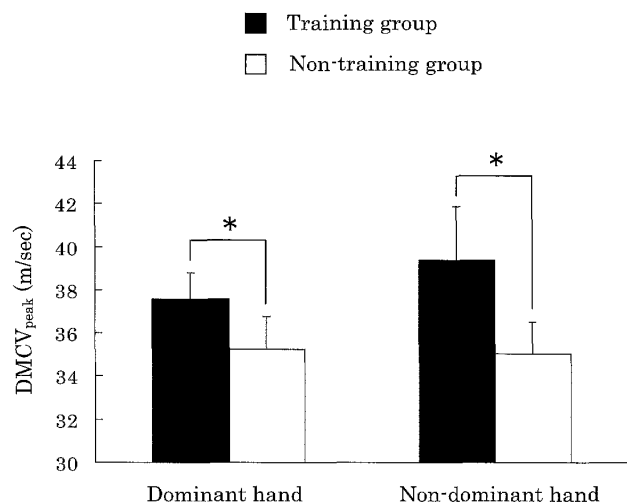 Training group
Non-training group
44
42
40
38
36
34
32
30
DMCVpeak (m/sec)
*
*
Dominant hand
Non-dominant hand